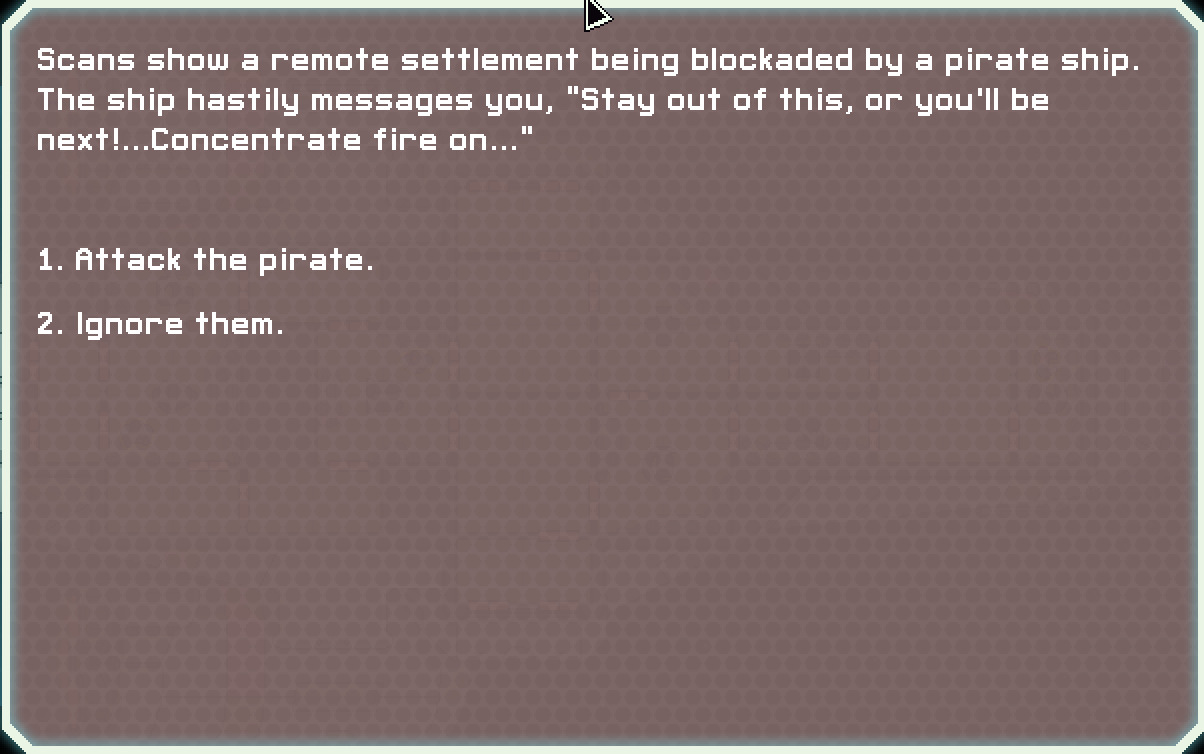 Scans show a remote settlement being blockaded by a pirate ship.
The ship hastily messages you, "Stay out of this, or you'll be
next!...Concentrate fire on..."
1. Attack the pirate.
2. Ignore them.